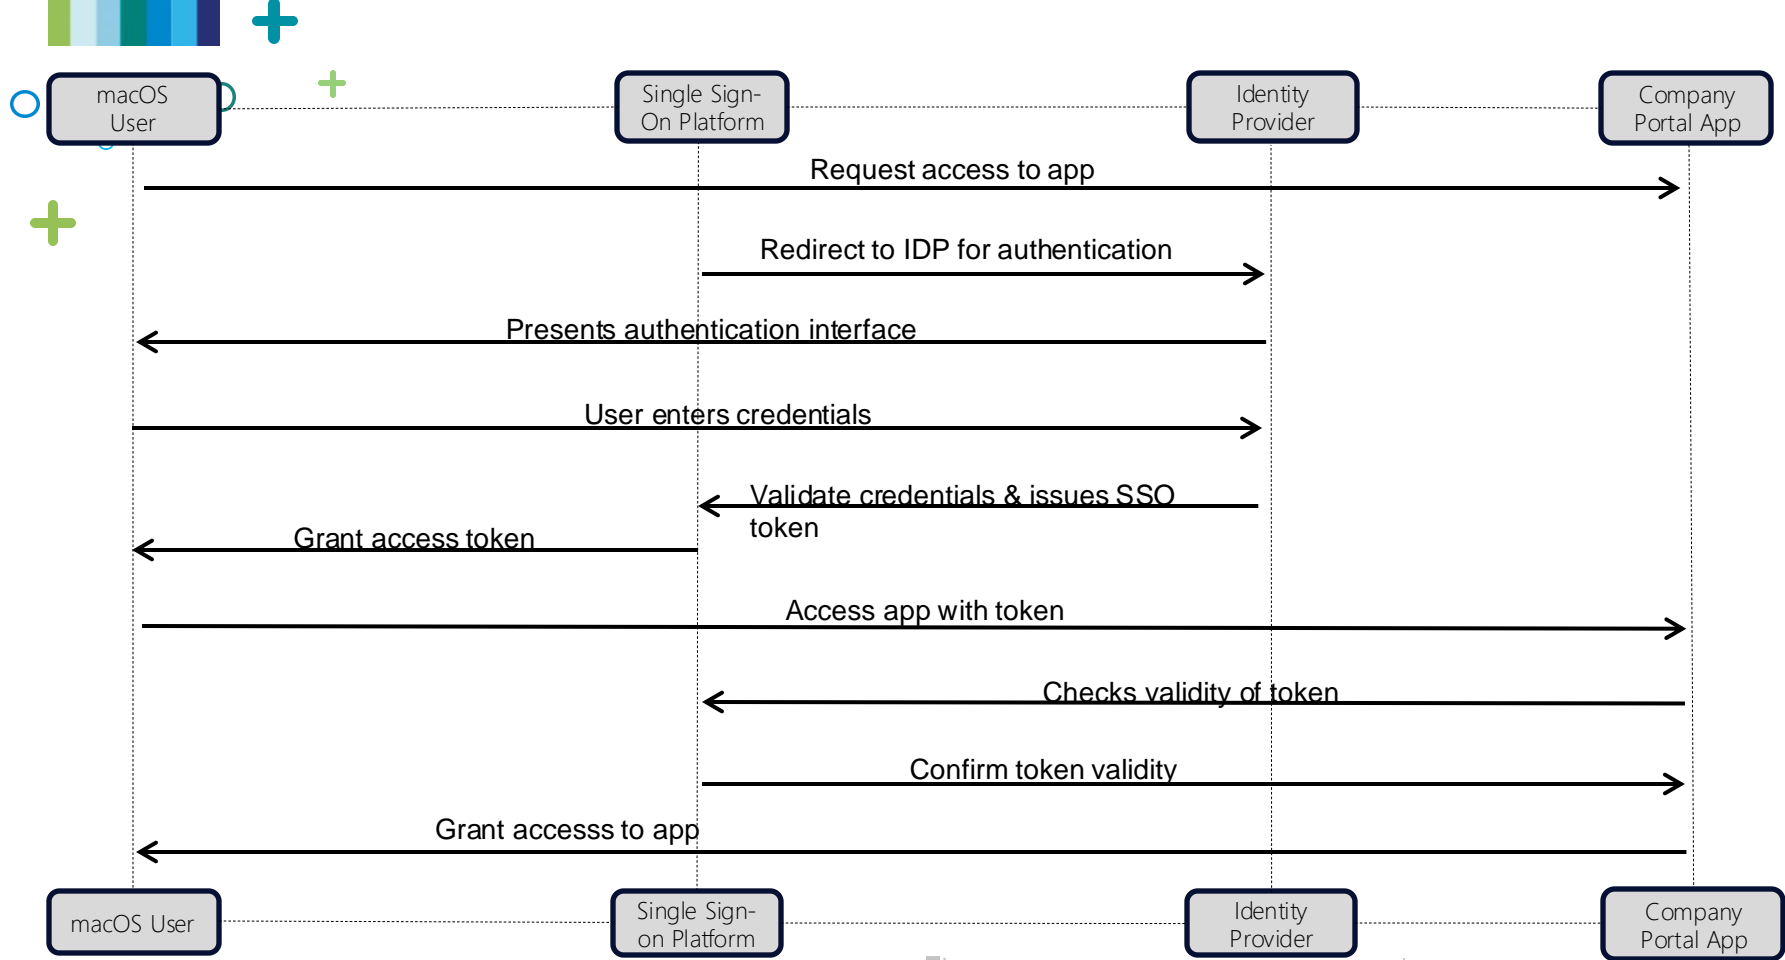 macOS
User
Single Sign-
On Platform
Identity
Provider
Company
Portal App
Request access to app
Redirect to IDP for authentication
Presents authentication interface
User enters credentials
Validate credentials & issues SSO
token
Grant access token
Access app with token
Checks validity of token
Confirm token validity
Grant accesss to app
macOS User
Single Sign-
on Platform
Identity
Provider
Company
Portal App